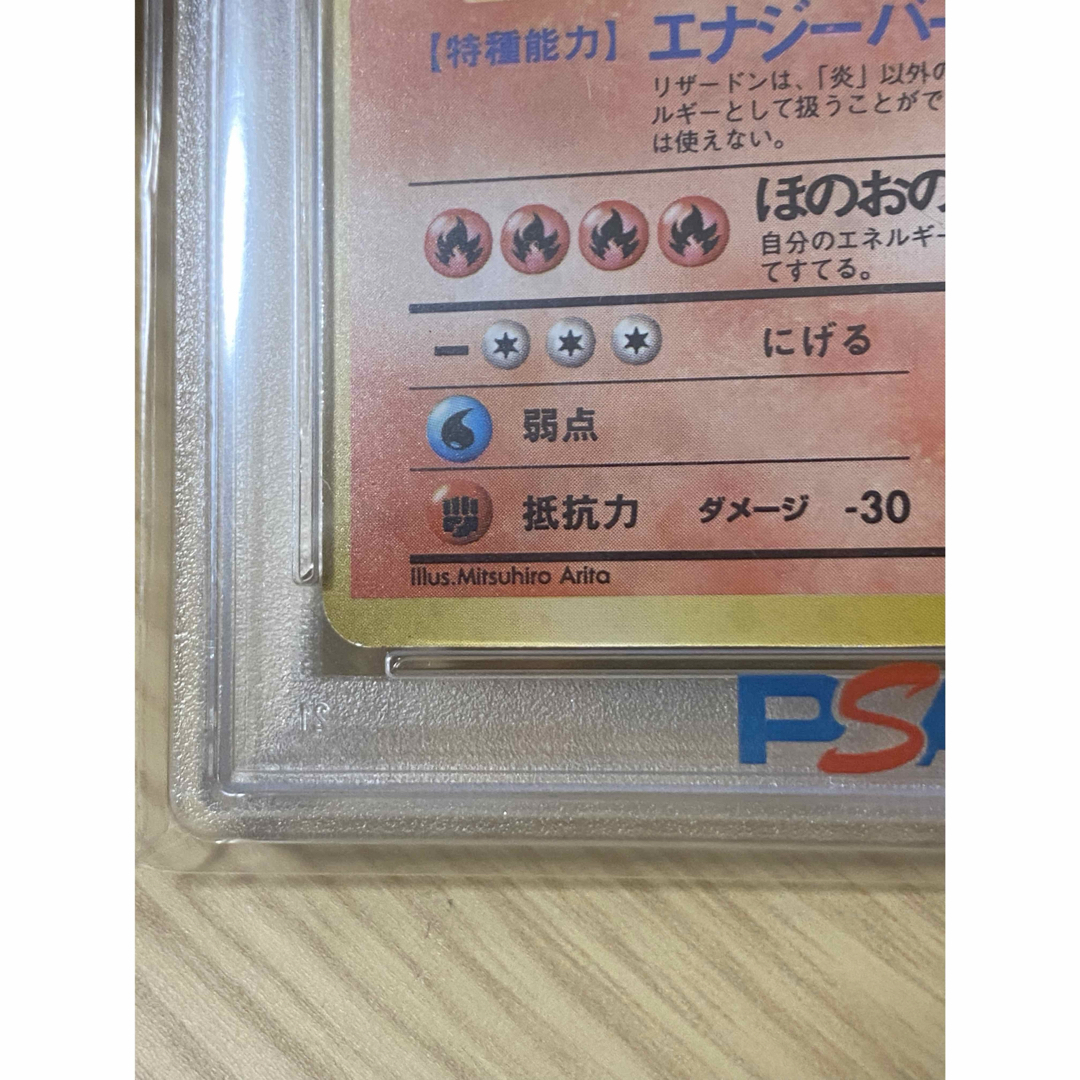 【特種能力】 エナジーバー
リザードンは、「炎」以外の
ルギーとして扱うことがで
は使えない。
ほのおの
自分のエネルギー
てすてる。
にげる
弱点
抵抗力 ダメージ -30
Illus.Mitsuhiro Arita
PSA